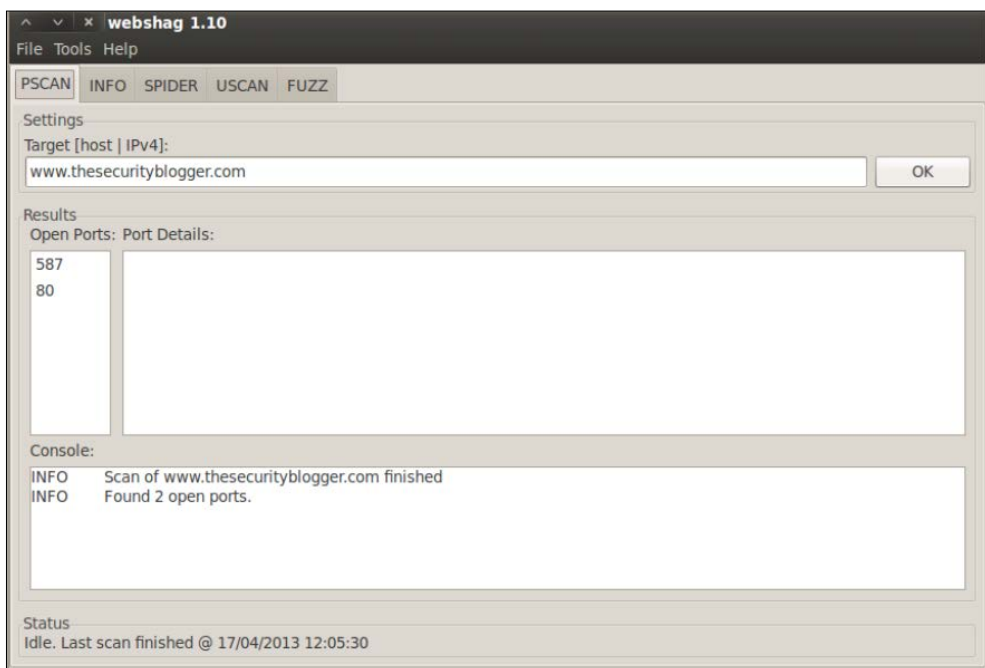 webshag 1.10
File Tools Help
PSCAN INFO SPIDER USCAN FUZZ
Settings
Target [host | IPv4]:
www.thesecurityblogger.com OK
Results
Open Ports: Port Details:
587
80
Console:
INFO Scan of www.thesecurityblogger.com finished
INFO Found 2 open ports.
Status
Idle. Last scan finished @ 17/04/2013 12:05:30